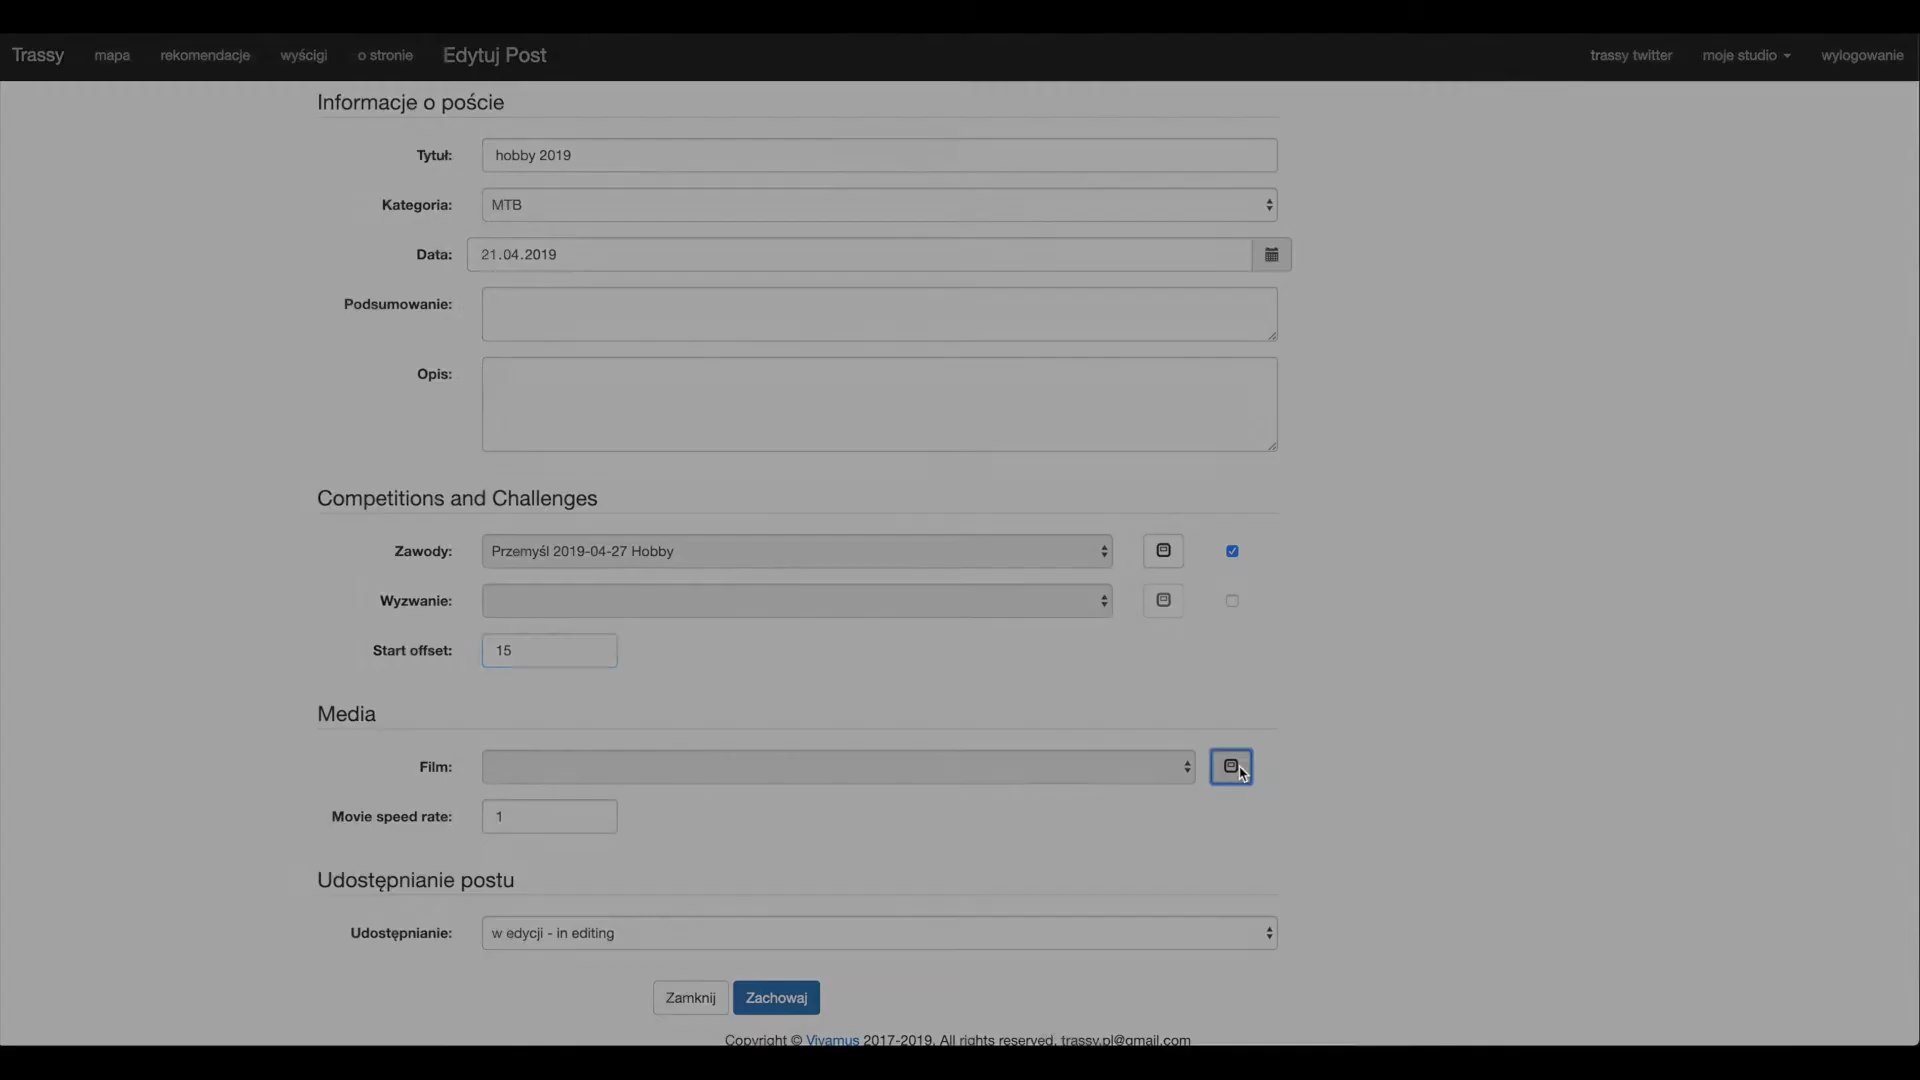 Trassy mapa rekomendacje wyścigi o stronie Edytuj Post trassy twitter moje studio wylogowanie
Informacje o poście
Tytuł: hobby 2019
Kategoria: MTB
Data: 21.04.2019
Podsumowanie:
Opis:
Competitions and Challenges
Zawody: Przemyśl 2019-04-27 Hobby
Wyzwanie:
Start offset: 15
Media
Film:
Movie speed rate: 1
Udostępnianie postu
Udostępnianie: w edycji - in editing
Zamknij Zachowaj
Copyright © Vivamus 2017-2019. All rights reserved. trassy.pl@gmail.com